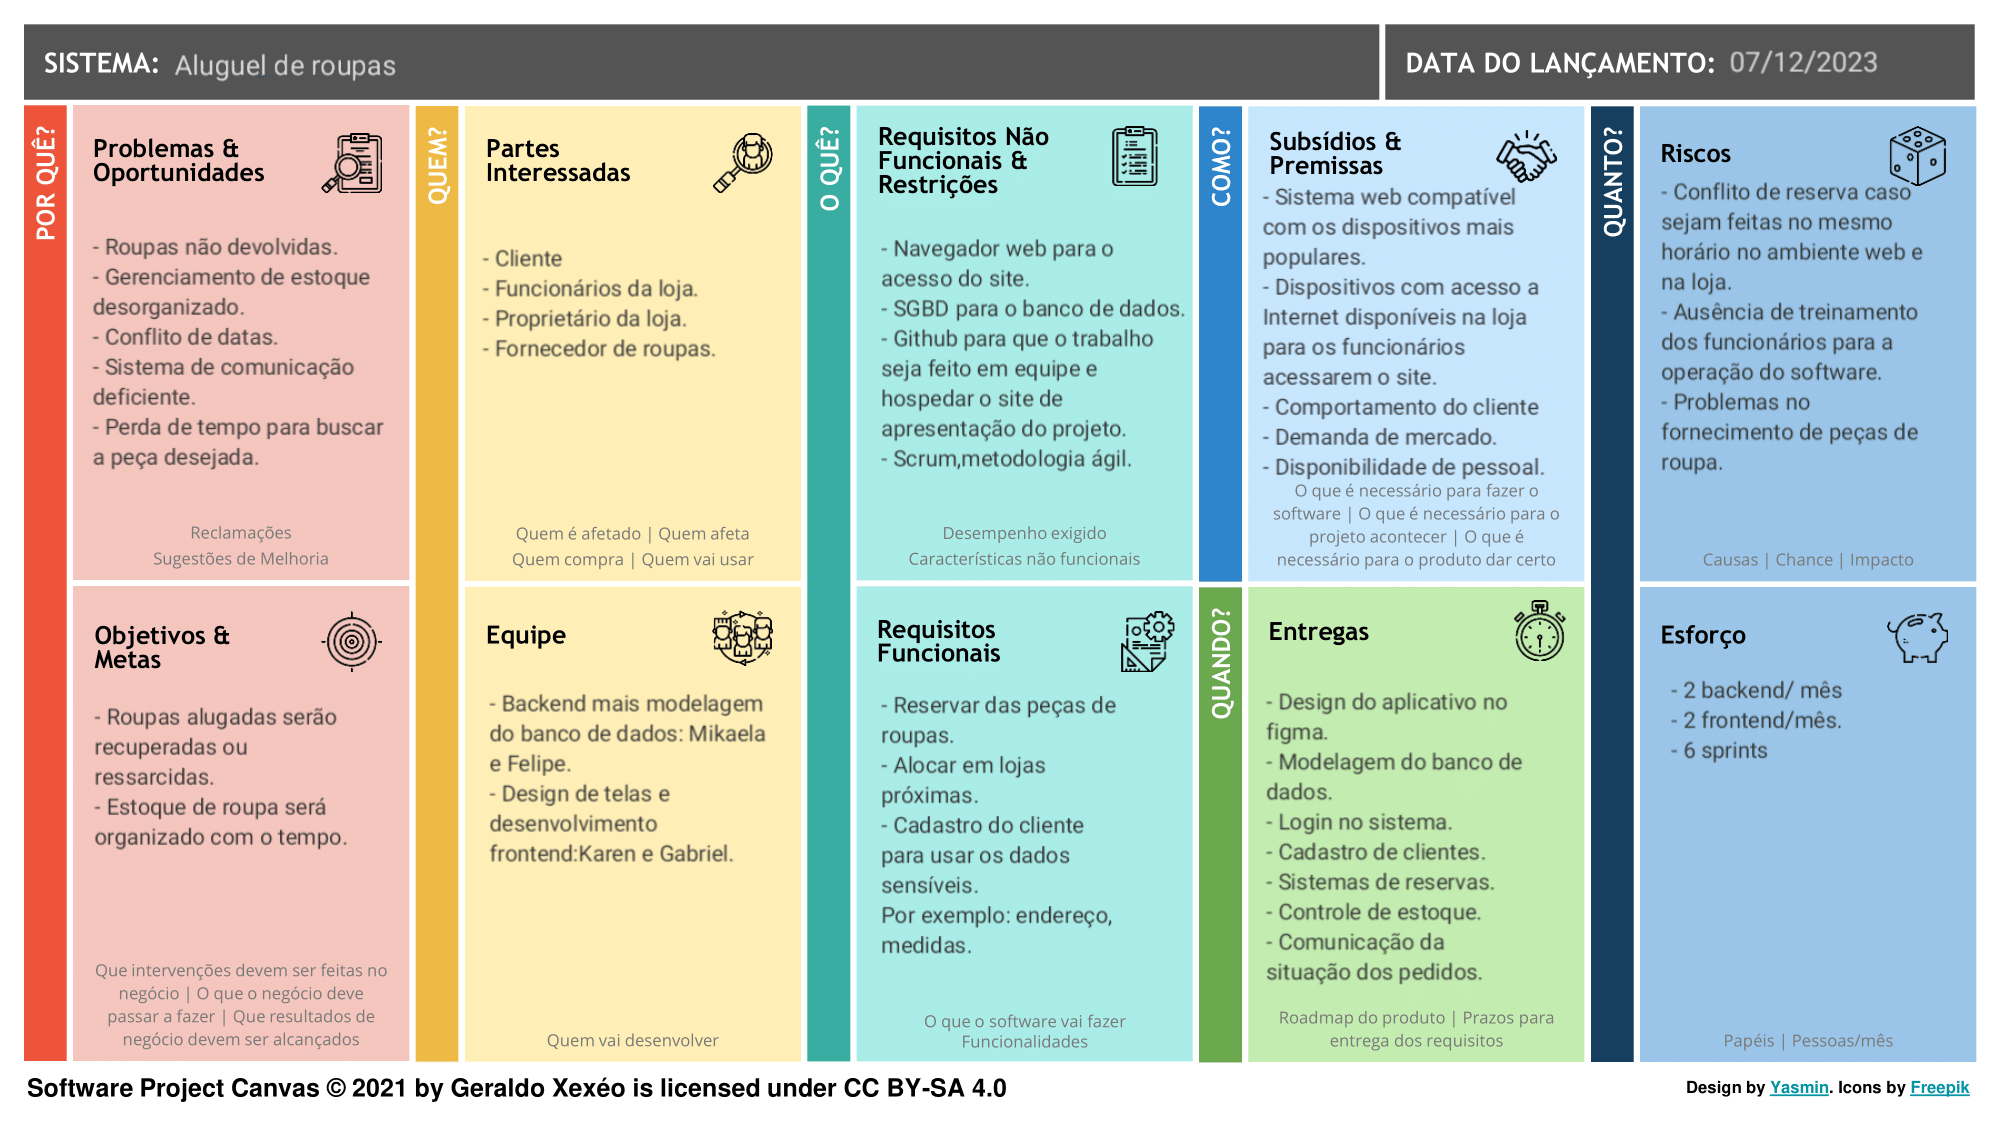 SISTEMA: Aluguel de roupas
DATA DO LANÇAMENTO: 07/12/2023
POR QUÊ?
Problemas &
Oportunidades
- Roupas não devolvidas.
- Gerenciamento de estoque
desorganizado.
- Conflito de datas.
- Sistema de comunicação
deficiente.
- Perda de tempo para buscar
a peça desejada.
Reclamações
Sugestões de Melhoria
Objetivos &
Metas
- Roupas alugadas serão
recuperadas ou
ressarcidas.
- Estoque de roupa será
organizado com o tempo.
Que intervenções devem ser feitas no
negócio | O que o negócio deve
passar a fazer | Que resultados de
negócio devem ser alcançados
QUEM?
Partes
Interessadas
- Cliente
- Funcionários da loja.
- Proprietário da loja.
- Fornecedor de roupas.
Quem é afetado | Quem afeta
Quem compra | Quem vai usar
Equipe
- Backend mais modelagem
do banco de dados: Mikaela
e Felipe.
- Design de telas e
desenvolvimento
frontend:Karen e Gabriel.
Quem vai desenvolver
O QUÊ?
Requisitos Não
Funcionais &
Restrições
- Navegador web para o
acesso do site.
- SGBD para o banco de dados.
- Github para que o trabalho
seja feito em equipe e
hospedar o site de
apresentação do projeto.
- Scrum,metodologia ágil.
Desempenho exigido
Características não funcionais
Requisitos
Funcionais
- Reservar das peças de
roupas.
- Alocar em lojas
próximas.
- Cadastro do cliente
para usar os dados
sensíveis.
Por exemplo: endereço,
medidas.
O que o software vai fazer
Funcionalidades
COMO?
Subsídios &
Premissas
- Sistema web compatível
com os dispositivos mais
populares.
- Dispositivos com acesso a
Internet disponíveis na loja
para os funcionários
acessarem o site.
- Comportamento do cliente
- Demanda de mercado.
- Disponibilidade de pessoal.
O que é necessário para fazer o
software | O que é necessário para o
projeto acontecer | O que é
necessário para o produto dar certo
QUANDO?
Entregas
- Design do aplicativo no
figma.
- Modelagem do banco de
dados.
- Login no sistema.
- Cadastro de clientes.
- Sistemas de reservas.
- Controle de estoque.
- Comunicação da
situação dos pedidos.
Roadmap do produto | Prazos para
entrega dos requisitos
QUANTO?
Riscos
- Conflito de reserva caso
sejam feitas no mesmo
horário no ambiente web e
na loja.
- Ausência de treinamento
dos funcionários para a
operação do software.
- Problemas no
fornecimento de peças de
roupa.
Causas | Chance | Impacto
Esforço
- 2 backend/ mês
- 2 frontend/mês.
- 6 sprints
Papéis | Pessoas/mês
Software Project Canvas © 2021 by Geraldo Xexéo is licensed under CC BY-SA 4.0
Design by Yasmin. Icons by Freepik